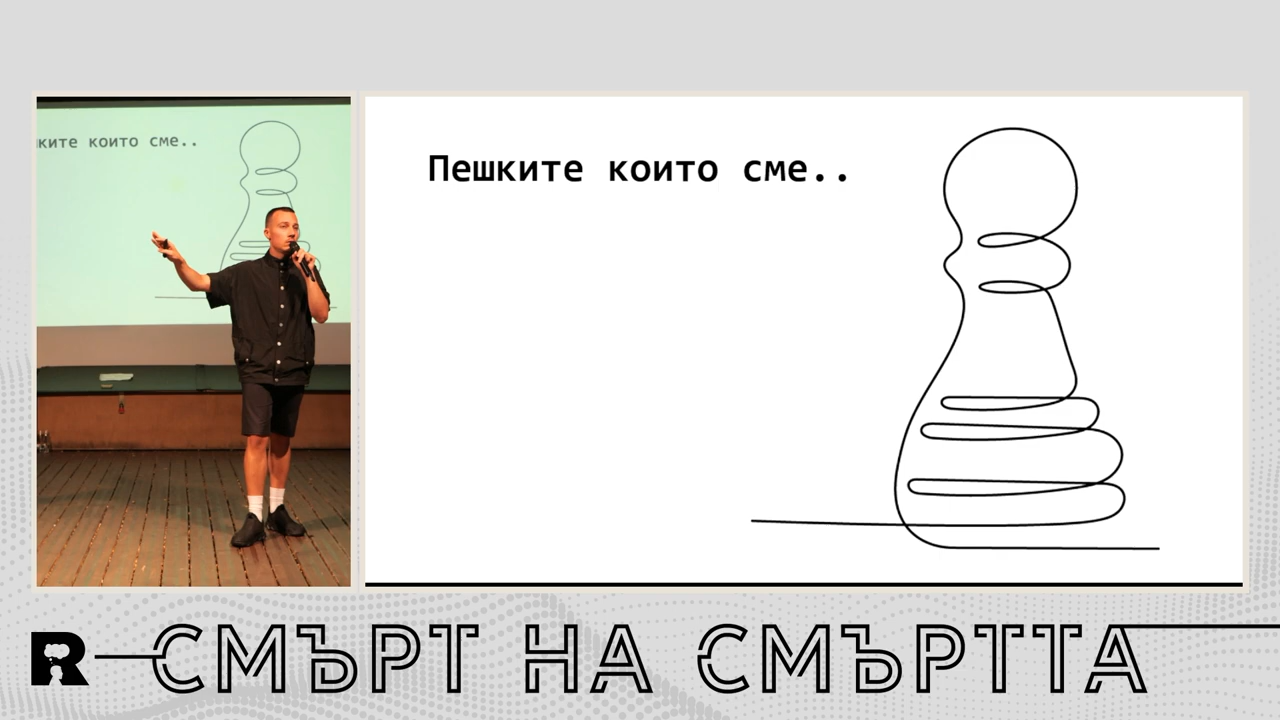 ките които сме..
Пешките които сме..
R
СМЪРТ НА СМЪРТТА